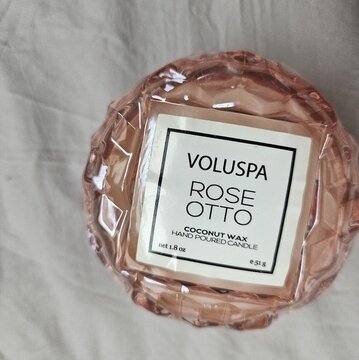 VOLUSPA
ROSE
OTTO
COCONUT WAX
HAND POURED CANDLE
net 1.8 oz e 51 g